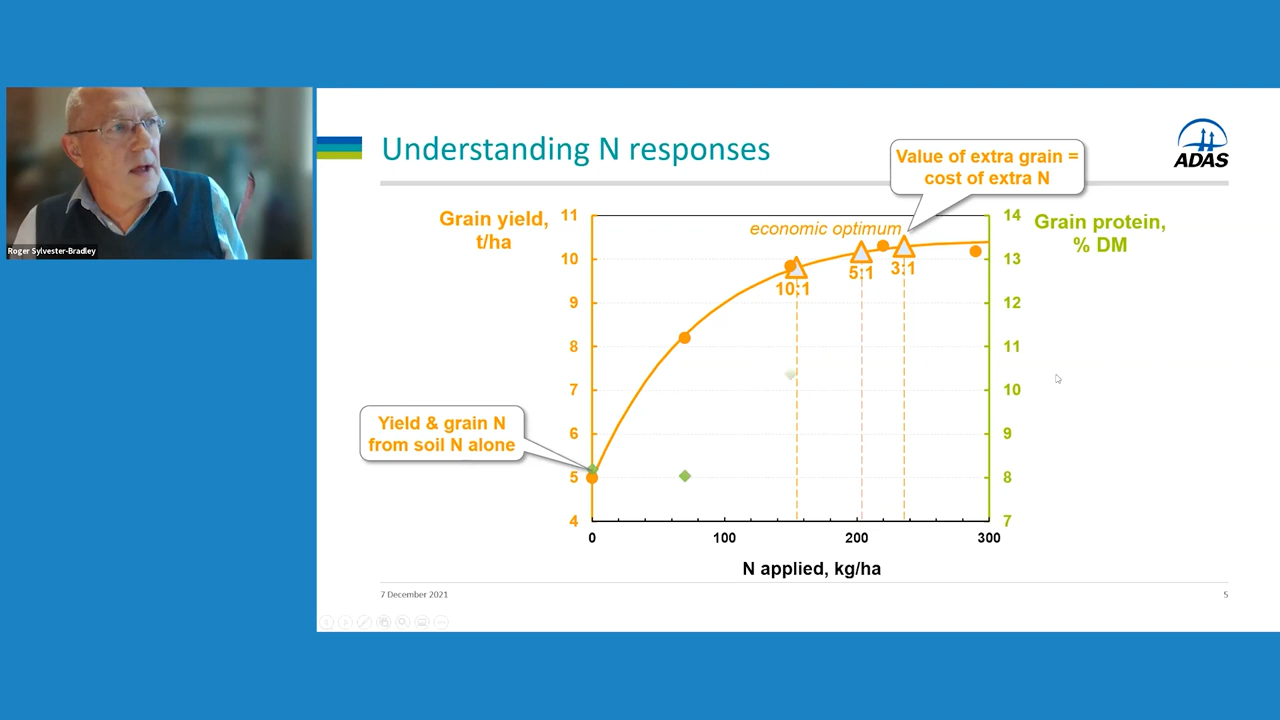 Roger Sylvester-Bradley
Understanding N responses
ADAS
Value of extra grain =
cost of extra N
Grain yield,
t/ha
Grain protein,
% DM
economic optimum
10:1
5:1
3:1
Yield & grain N
from soil N alone
11
10
9
8
7
6
5
4
14
13
12
11
10
9
8
7
0
100
200
300
N applied, kg/ha
7 December 2021
5